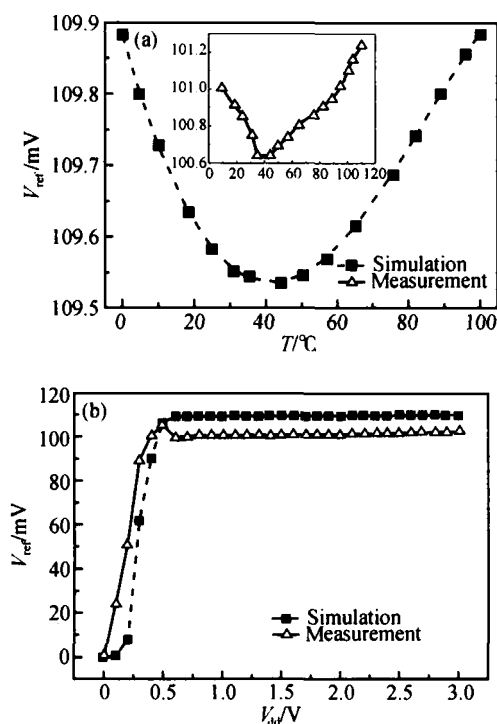 (a)
109.9
109.8
109.7
109.6
109.5
V_ref/mV
101.2
101.0
100.8
100.6
0 20 40 60 80 100 120
Simulation
Measurement
0 20 40 60 80 100
T/°C
(b)
120
110
100
80
60
40
20
0
V_ref/mV
Simulation
Measurement
0 0.5 1.0 1.5 2.0 2.5 3.0
V_dd/V